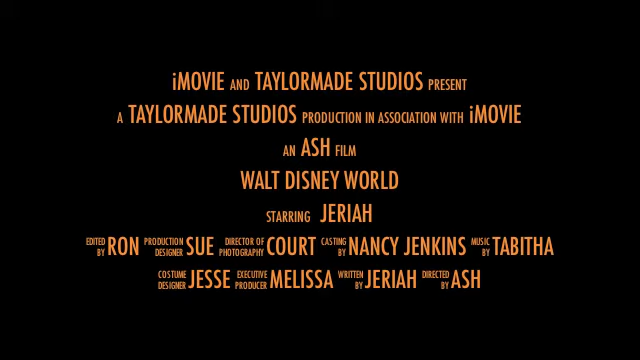 iMOVIE AND TAYLORMADE STUDIOS PRESENT
A TAYLORMADE STUDIOS PRODUCTION IN ASSOCIATION WITH iMOVIE
AN ASH FILM
WALT DISNEY WORLD
STARRING JERIAH
EDITED BY RON PRODUCTION DESIGNER SUE DIRECTOR OF PHOTOGRAPHY COURT CASTING BY NANCY JENKINS MUSIC BY TABITHA
COSTUME DESIGNER JESSE EXECUTIVE PRODUCER MELISSA WRITTEN BY JERIAH DIRECTED BY ASH